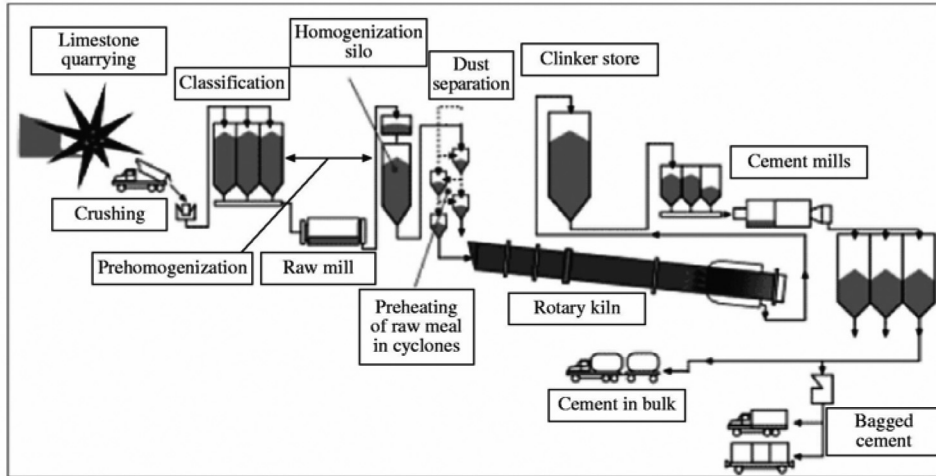 Limestone
quarrying
Classification
Homogenization
silo
Dust
separation
Clinker store
Cement mills
Crushing
Prehomogenization
Raw mill
Preheating
of raw meal
in cyclones
Rotary kiln
Cement in bulk
Bagged
cement